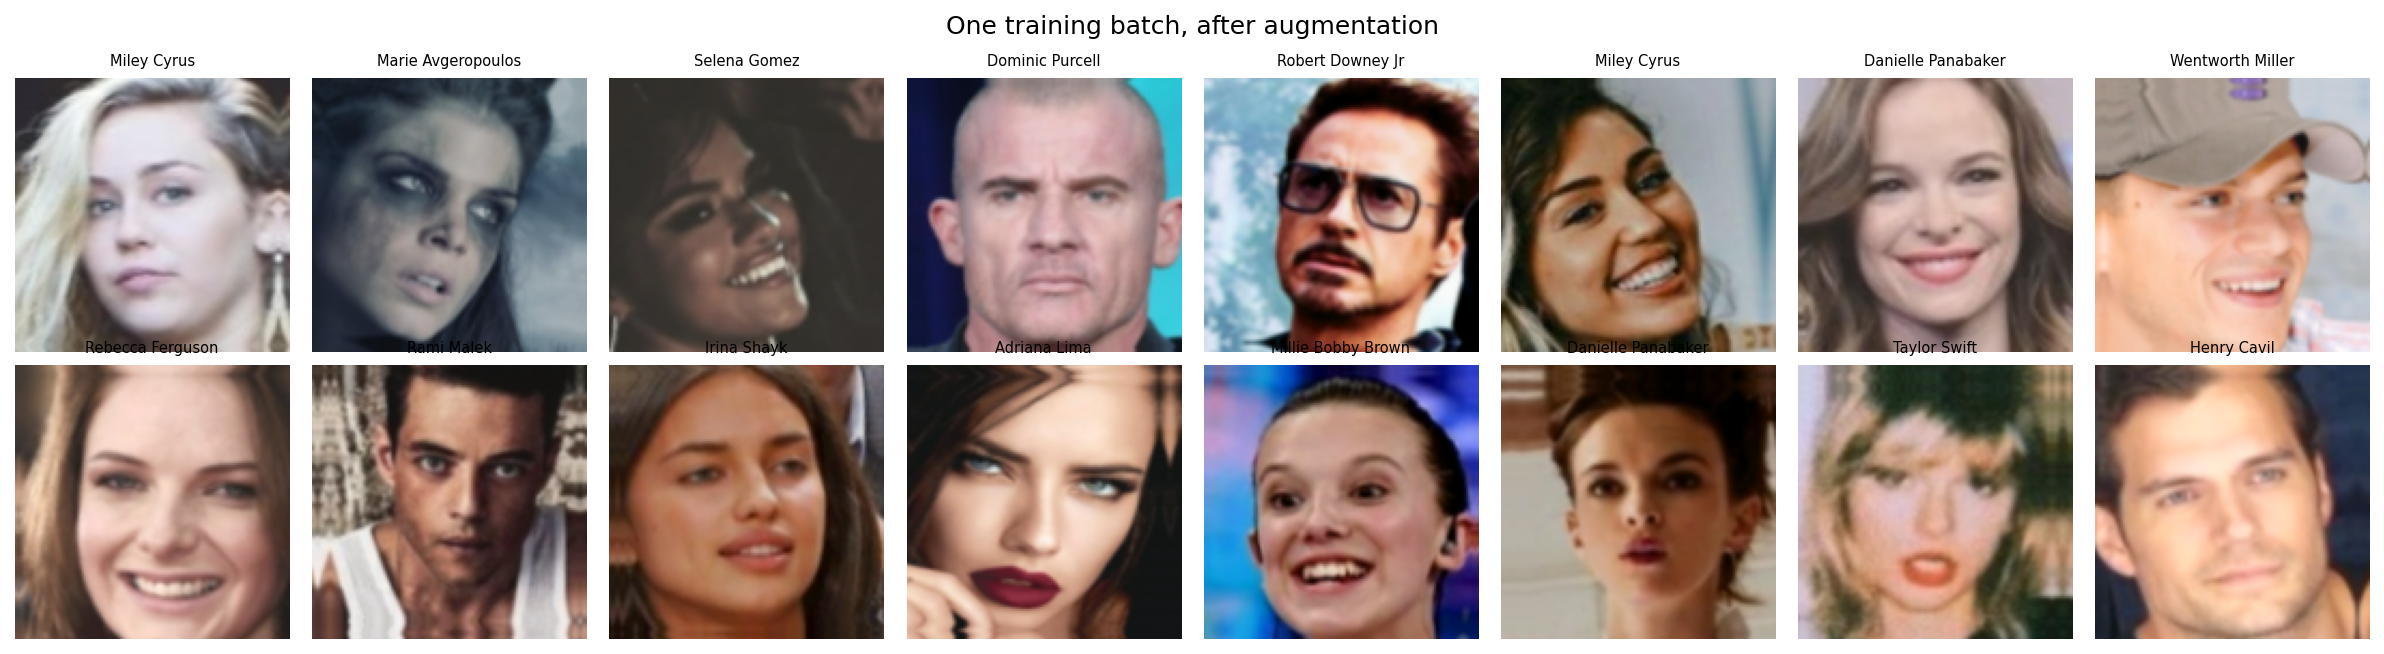 One training batch, after augmentation
Miley Cyrus
Marie Avgeropoulos
Selena Gomez
Dominic Purcell
Robert Downey Jr
Miley Cyrus
Danielle Panabaker
Wentworth Miller
Rebecca Ferguson
Rami Malek
Irina Shayk
Adriana Lima
Millie Bobby Brown
Danielle Panabaker
Taylor Swift
Henry Cavil